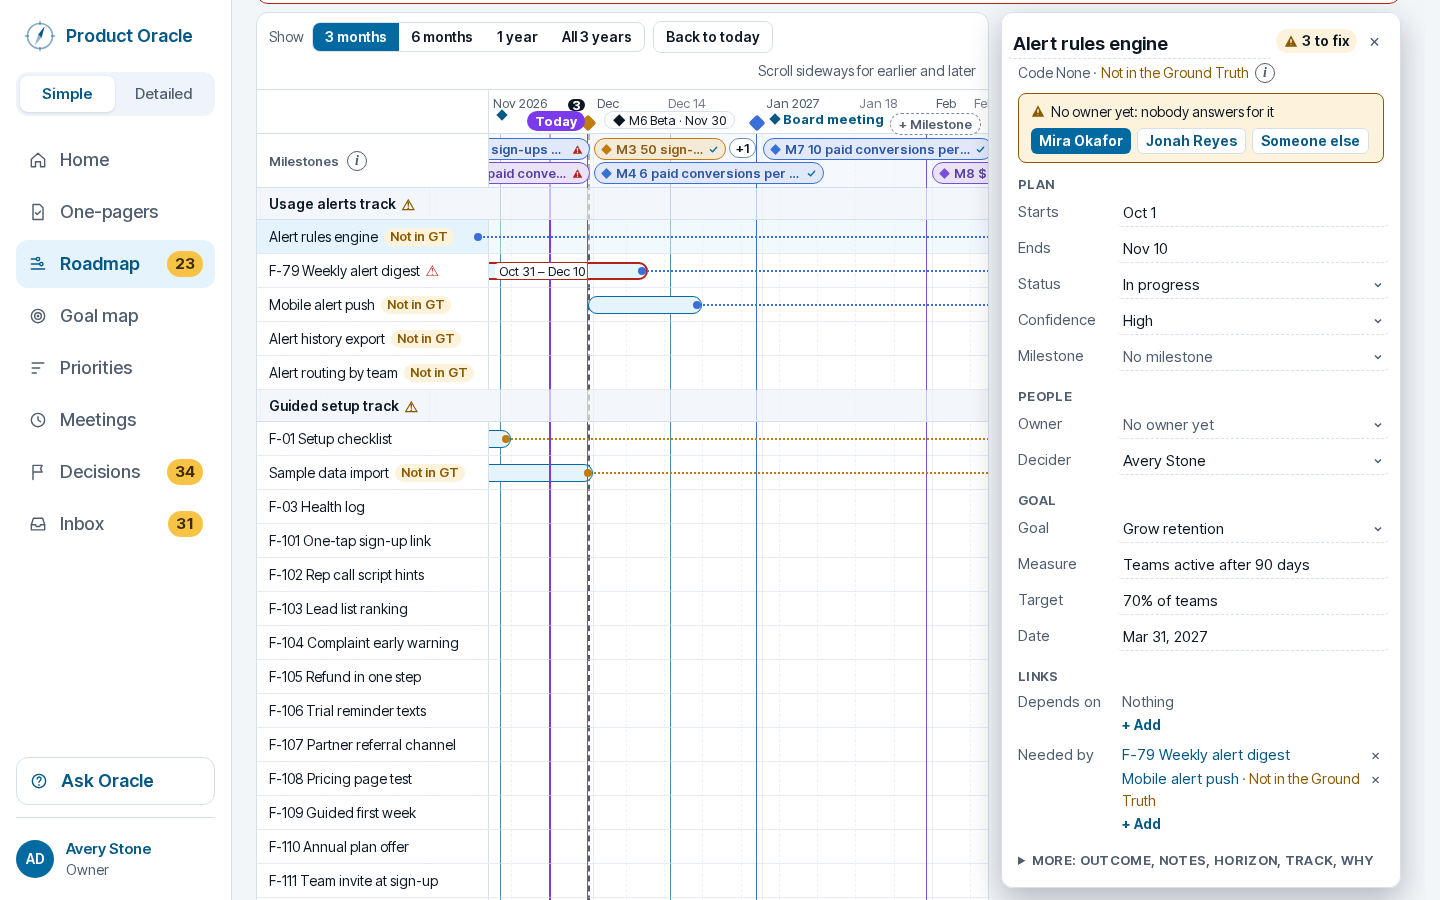 Product Oracle
Simple
Detailed
Home
One-pagers
Roadmap 23
Goal map
Priorities
Meetings
Decisions 34
Inbox 31
Ask Oracle
AD
Avery Stone
Owner
Show 3 months 6 months 1 year All 3 years Back to today
Scroll sideways for earlier and later
Nov 2026 3 Dec Dec 14 Jan 2027 Jan 18 Feb Fe
Today M6 Beta · Nov 30 Board meeting + Milestone
Milestones i
sign-ups ... M3 50 sign-... +1 M7 10 paid conversions per...
paid conve... M4 6 paid conversions per ... M8 $
Usage alerts track
Alert rules engine Not in GT
F-79 Weekly alert digest Oct 31 – Dec 10
Mobile alert push Not in GT
Alert history export Not in GT
Alert routing by team Not in GT
Guided setup track
F-01 Setup checklist
Sample data import Not in GT
F-03 Health log
F-101 One-tap sign-up link
F-102 Rep call script hints
F-103 Lead list ranking
F-104 Complaint early warning
F-105 Refund in one step
F-106 Trial reminder texts
F-107 Partner referral channel
F-108 Pricing page test
F-109 Guided first week
F-110 Annual plan offer
F-111 Team invite at sign-up
Alert rules engine 3 to fix ×
Code None · Not in the Ground Truth i
No owner yet: nobody answers for it
Mira Okafor Jonah Reyes Someone else
PLAN
Starts Oct 1
Ends Nov 10
Status In progress
Confidence High
Milestone No milestone
PEOPLE
Owner No owner yet
Decider Avery Stone
GOAL
Goal Grow retention
Measure Teams active after 90 days
Target 70% of teams
Date Mar 31, 2027
LINKS
Depends on Nothing
+ Add
Needed by F-79 Weekly alert digest ×
Mobile alert push · Not in the Ground ×
Truth
+ Add
MORE: OUTCOME, NOTES, HORIZON, TRACK, WHY